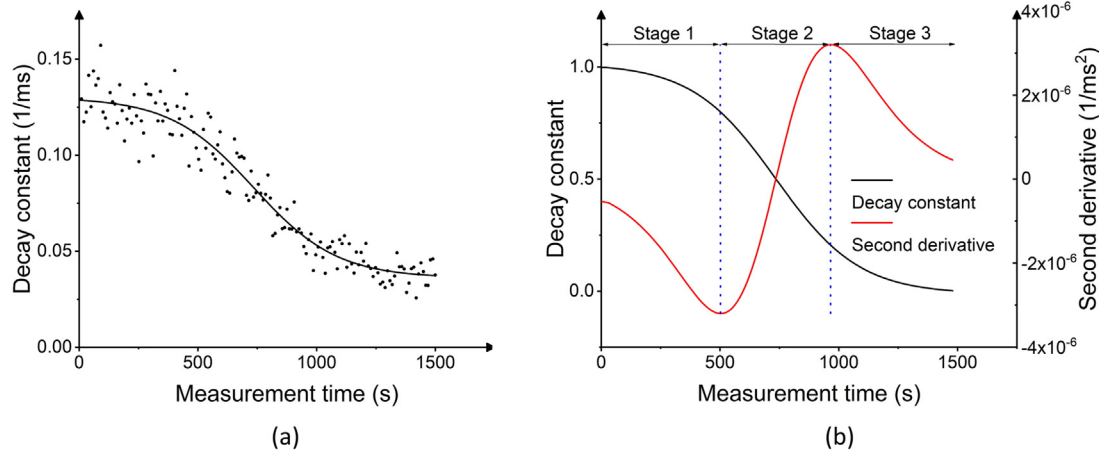 0.15
0.10
0.05
0.00
Decay constant (1/ms)
0 500 1000 1500
Measurement time (s)
(a)
Stage 1 Stage 2 Stage 3
1.0
0.5
0.0
Decay constant
4x10⁻⁶
2x10⁻⁶
0
-2x10⁻⁶
-4x10⁻⁶
Second derivative (1/ms²)
Decay constant
Second derivative
0 500 1000 1500
Measurement time (s)
(b)